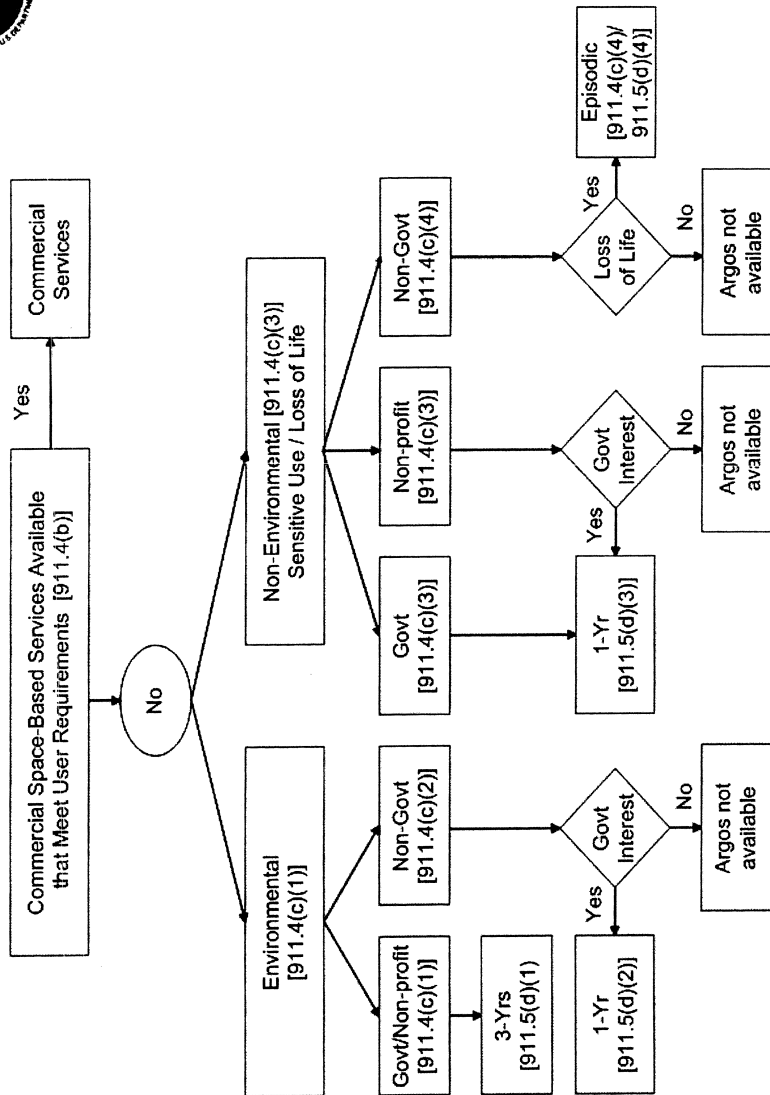 U S DEPARTME
Commercial Space-Based Services Available
that Meet User Requirements [911.4(b)]
Yes
Commercial
Services
No
Environmental
[911.4(c)(1)]
Non-Environmental [911.4(c)(3)]
Sensitive Use / Loss of Life
Govt/Non-profit
[911.4(c)(1)]
Non-Govt
[911.4(c)(2)]
Govt
[911.4(c)(3)]
Non-profit
[911.4(c)(3)]
Non-Govt
[911.4(c)(4)]
3-Yrs
[911.5(d)(1)
1-Yr
[911.5(d)(2)]
Yes
Govt
Interest
No
Argos not
available
1-Yr
[911.5(d)(3)]
Yes
Govt
Interest
No
Argos not
available
Loss
of Life
Yes
Episodic
[911.4(c)(4)/
911.5(d)(4)]
No
Argos not
available